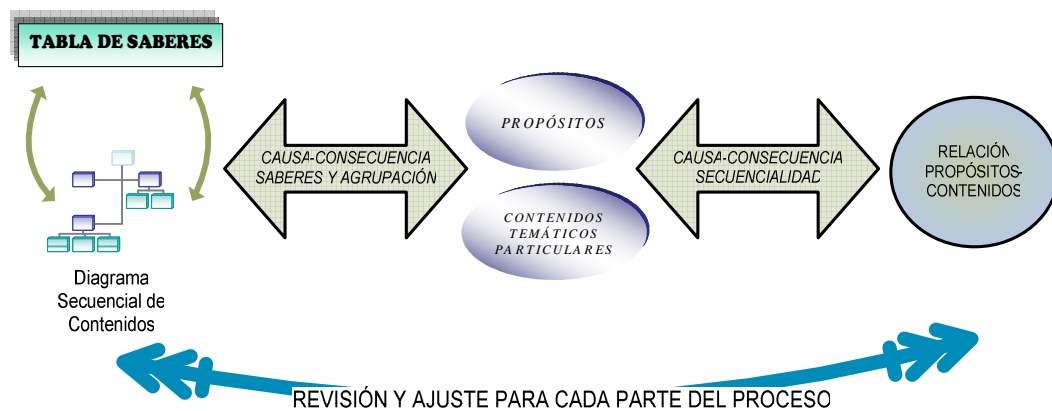 TABLA DE SABERES
Diagrama
Secuencial de
Contenidos
CAUSA-CONSECUENCIA
SABERES Y AGRUPACIÓN
PROPÓSITOS
CONTENIDOS
TEMÁTICOS
PARTICULARES
CAUSA-CONSECUENCIA
SECUENCIALIDAD
RELACIÓN
PROPÓSITOS-
CONTENIDOS
REVISIÓN Y AJUSTE PARA CADA PARTE DEL PROCESO